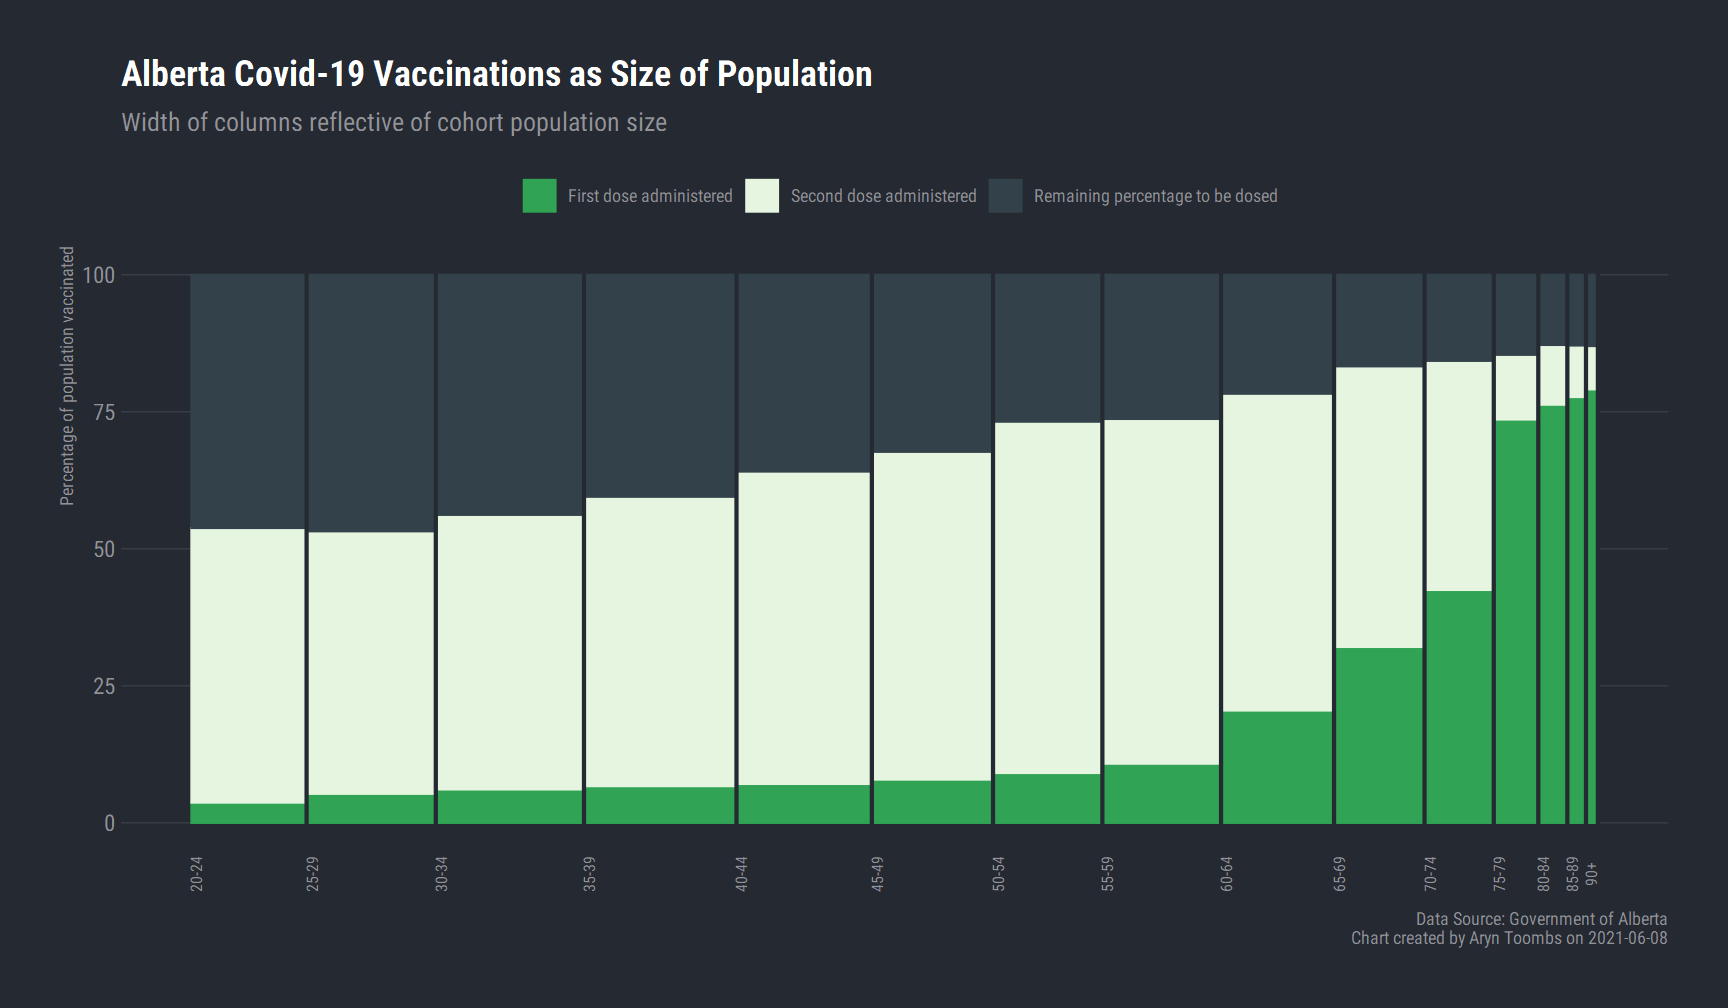 Alberta Covid-19 Vaccinations as Size of Population
Width of columns reflective of cohort population size
First dose administered
Second dose administered
Remaining percentage to be dosed
Percentage of population vaccinated
100
75
50
25
0
20-24
25-29
30-34
35-39
40-44
45-49
50-54
55-59
60-64
65-69
70-74
75-79
80-84
85-89
90+
Data Source: Government of Alberta
Chart created by Aryn Toombs on 2021-06-08